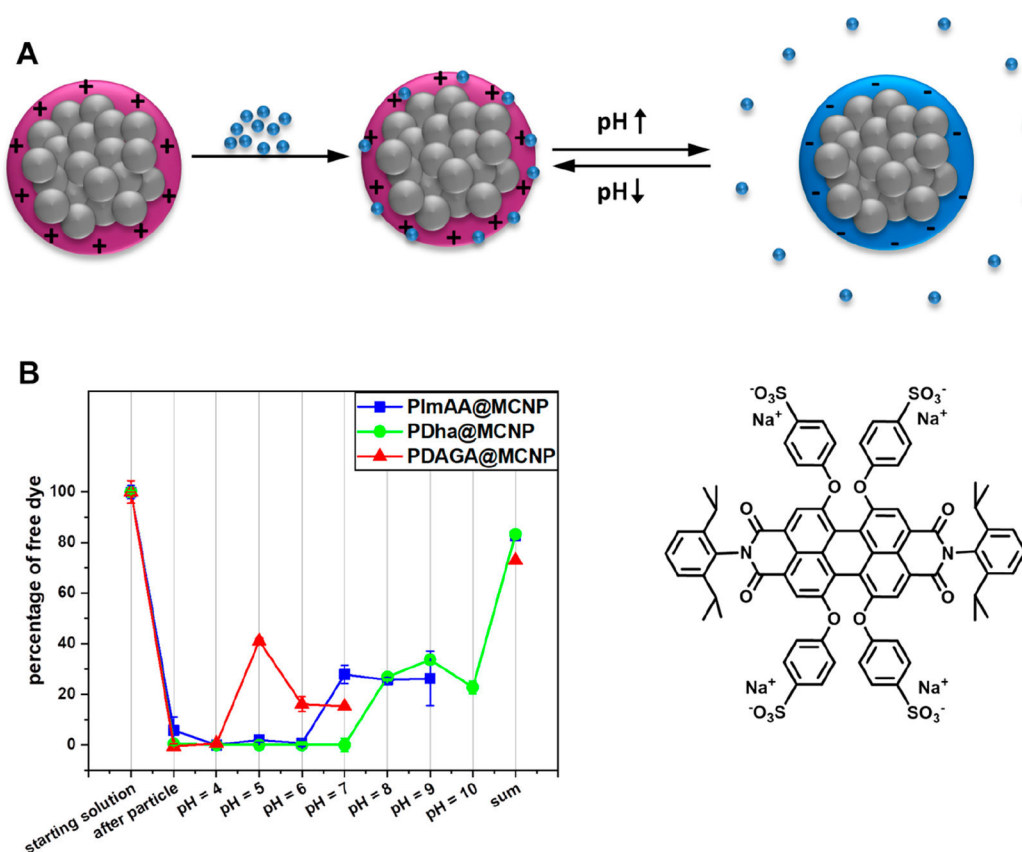 A
+ + + + + + + + + + +
+ + + + + + + + +
- - - - - - - - - -
pH ↑
pH ↓
B
percentage of free dye
100
80
60
40
20
0
PImAA@MCNP
PDha@MCNP
PDAGA@MCNP
starting solution
after particle
pH = 4
pH = 5
pH = 6
pH = 7
pH = 8
pH = 9
pH = 10
sum
-O3S
Na+
SO3-
Na+
O
O
O
O
N
N
O
O
O
O
Na+
-O3S
Na+
SO3-